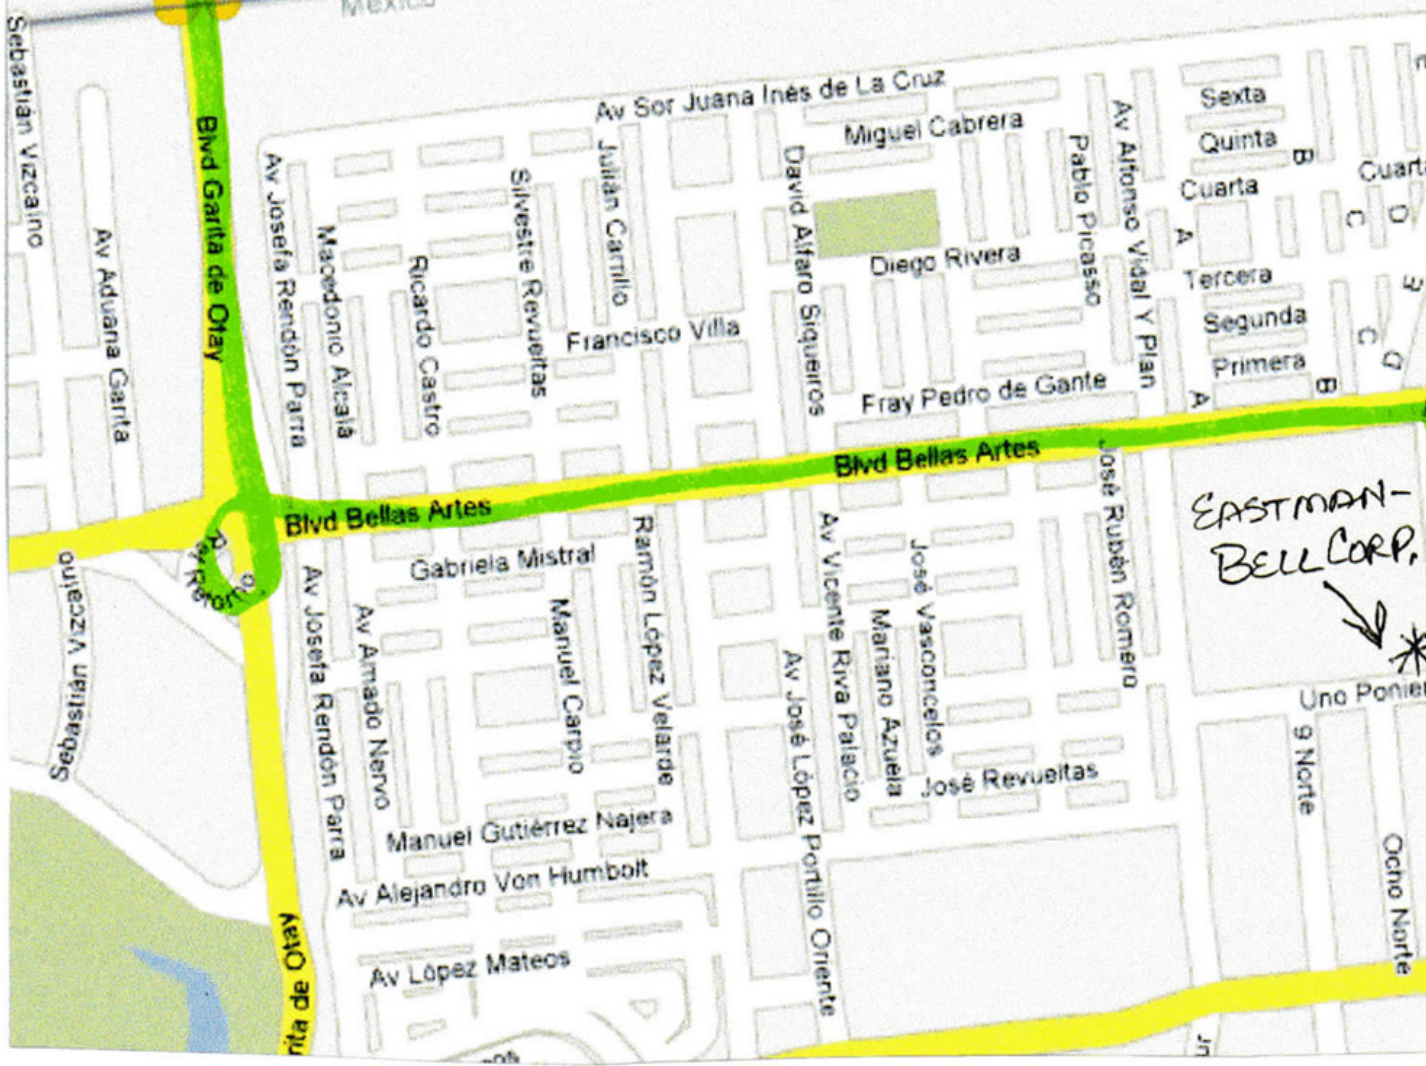 México
Sebastián Vizcaíno
Blvd Garita de Otay
Av Aduana Garita
Av Sor Juana Inés de La Cruz
Miguel Cabrera
Av Josefa Rendón Parra
Macedonio Alcalá
Ricardo Castro
Silvestre Revueltas
Julián Carrillo
Francisco Villa
David Alfaro Siqueiros
Diego Rivera
Pablo Picasso
Av Alfonso Vidal Y Plan
Fray Pedro de Gante
Sexta
Quinta
B
Cuarta
Cuarta
A
C
D
Tercera
Segunda
C
G
Primera
B
A
Blvd Bellas Artes
Blvd Bellas Artes
EASTMAN-
BELL CORP.
Gabriela Mistral
Sebastián Vizcaíno
Av Josefa Rendón Parra
Av Amado Nervo
Manuel Carpio
Ramón López Velarde
Av José López Portillo Oriente
Av Vicente Riva Palacio
Mariano Azuela
José Vasconcelos
José Rubén Romero
José Revueltas
Uno Ponien
9 Norte
Ocho Norte
Manuel Gutiérrez Najera
Av Alejandro Von Humbolt
Av López Mateos
rita de Otay